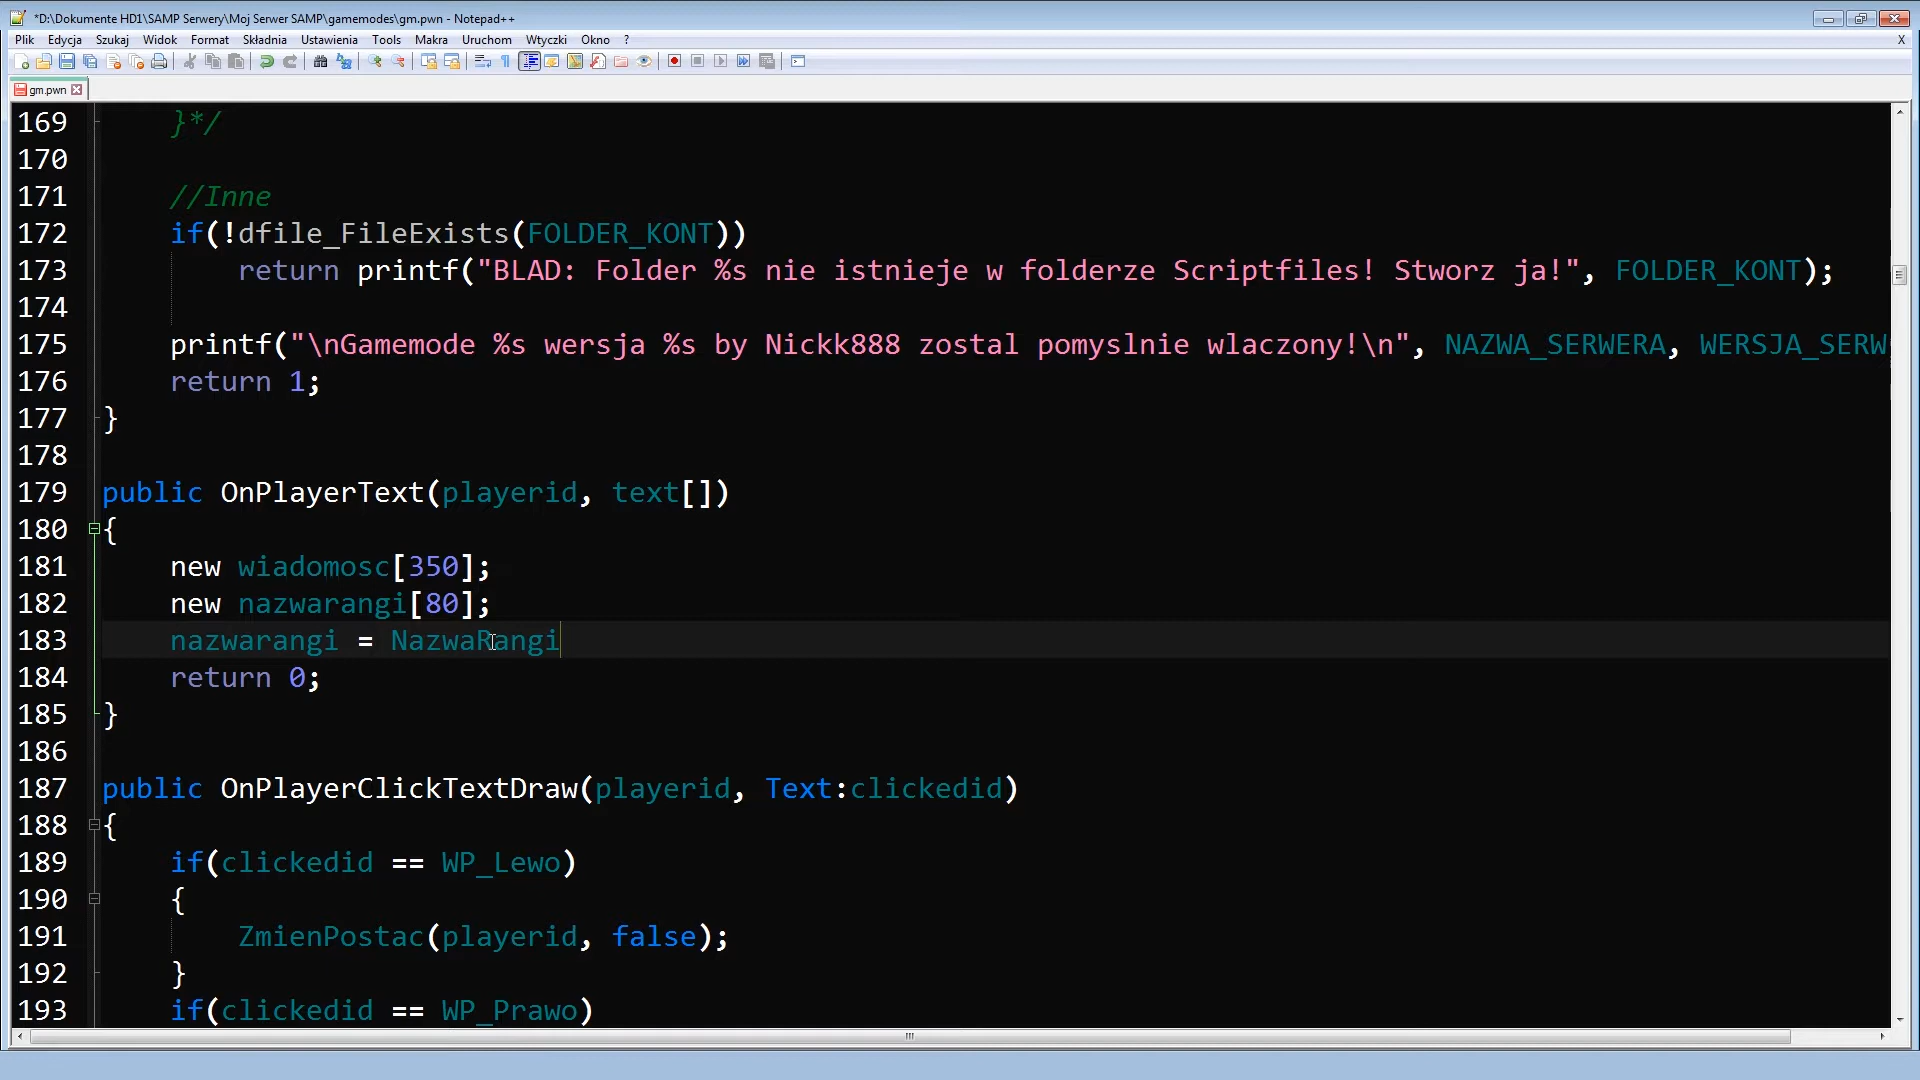 *D:\Dokumente HD1\SAMP Serwery\Moj Serwer SAMP\gamemodes\gm.pwn - Notepad++
Plik Edycja Szukaj Widok Format Składnia Ustawienia Tools Makra Uruchom Wtyczki Okno ? X
gm.pwn
169 }*/
170
171 //Inne
172 if(!dfile_FileExists(FOLDER_KONT))
173 return printf("BLAD: Folder %s nie istnieje w folderze Scriptfiles! Stworz ja!", FOLDER_KONT);
174
175 printf("\nGamemode %s wersja %s by Nickk888 zostal pomyslnie wlaczony!\n", NAZWA_SERWERA, WERSJA_SERW
176 return 1;
177 }
178
179 public OnPlayerText(playerid, text[])
180 {
181 new wiadomosc[350];
182 new nazwarangi[80];
183 nazwarangi = NazwaRangi
184 return 0;
185 }
186
187 public OnPlayerClickTextDraw(playerid, Text:clickedid)
188 {
189 if(clickedid == WP_Lewo)
190 {
191 ZmienPostac(playerid, false);
192 }
193 if(clickedid == WP_Prawo)